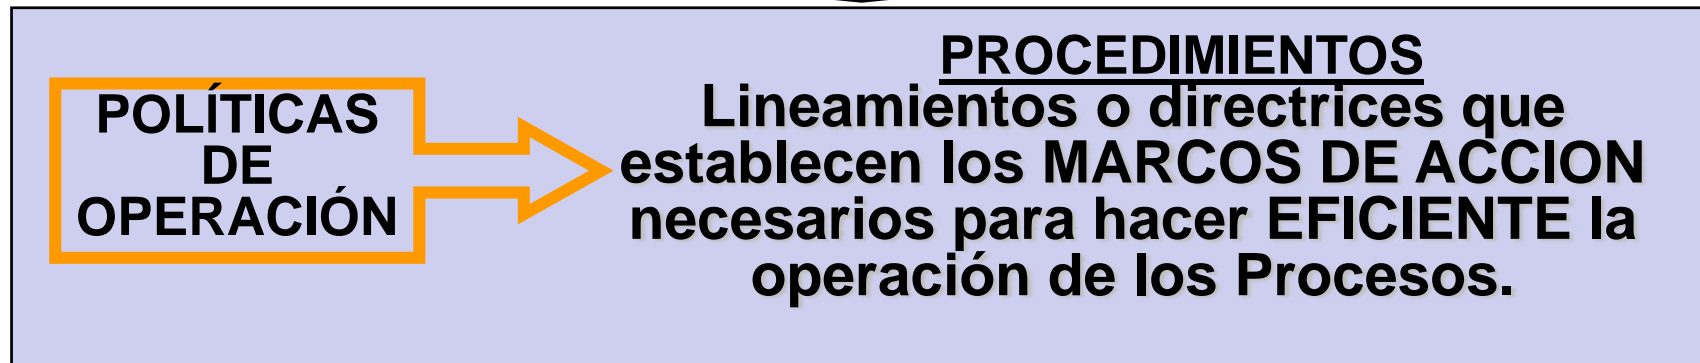 POLÍTICAS
DE
OPERACIÓN
PROCEDIMIENTOS
Lineamientos o directrices que
establecen los MARCOS DE ACCION
necesarios para hacer EFICIENTE la
operación de los Procesos.